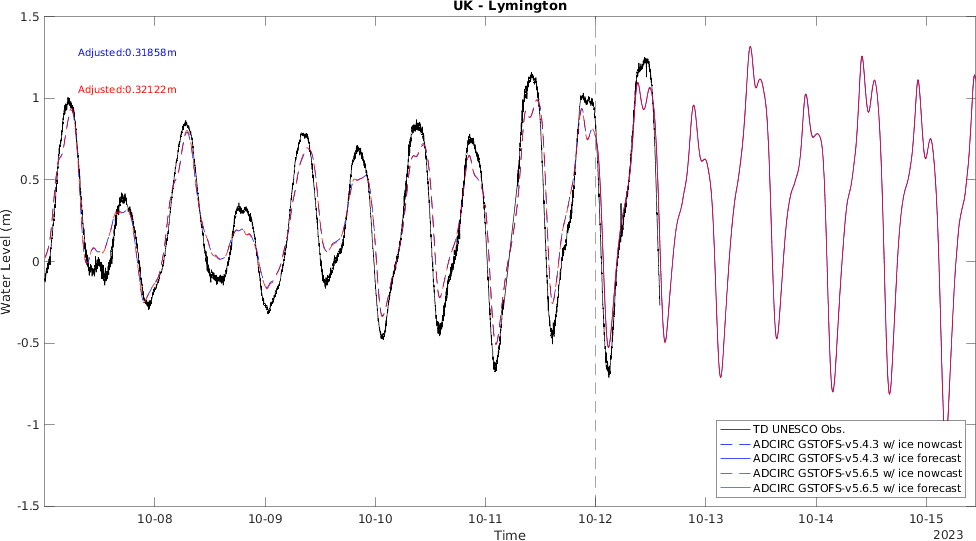 UK - Lymington
1.5
1
0.5
0
-0.5
-1
-1.5
Water Level (m)
Adjusted:0.31858m
Adjusted:0.32122m
TD UNESCO Obs.
ADCIRC GSTOFS-v5.4.3 w/ ice nowcast
ADCIRC GSTOFS-v5.4.3 w/ ice forecast
ADCIRC GSTOFS-v5.6.5 w/ ice nowcast
ADCIRC GSTOFS-v5.6.5 w/ ice forecast
10-08 10-09 10-10 10-11 10-12 10-13 10-14 10-15
Time
2023